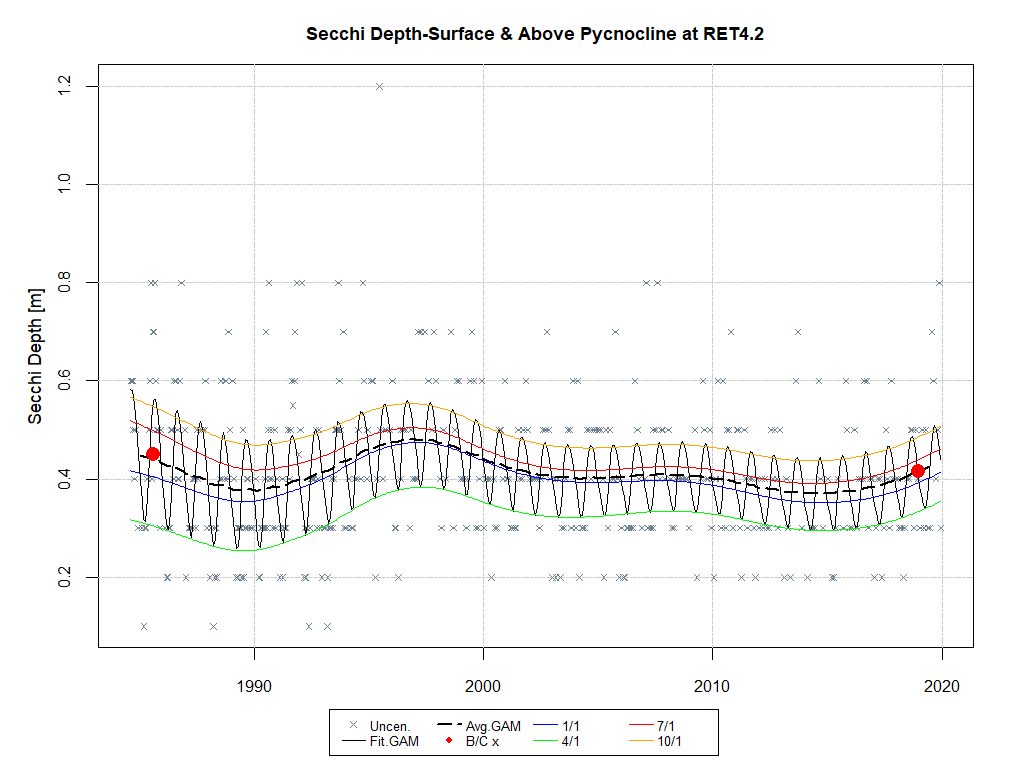 Secchi Depth-Surface & Above Pycnocline at RET4.2
Secchi Depth [m]
1.2
1.0
0.8
0.6
0.4
0.2
1990 2000 2010 2020
Uncen. Avg.GAM 1/1 7/1
Fit.GAM B/C x 4/1 10/1